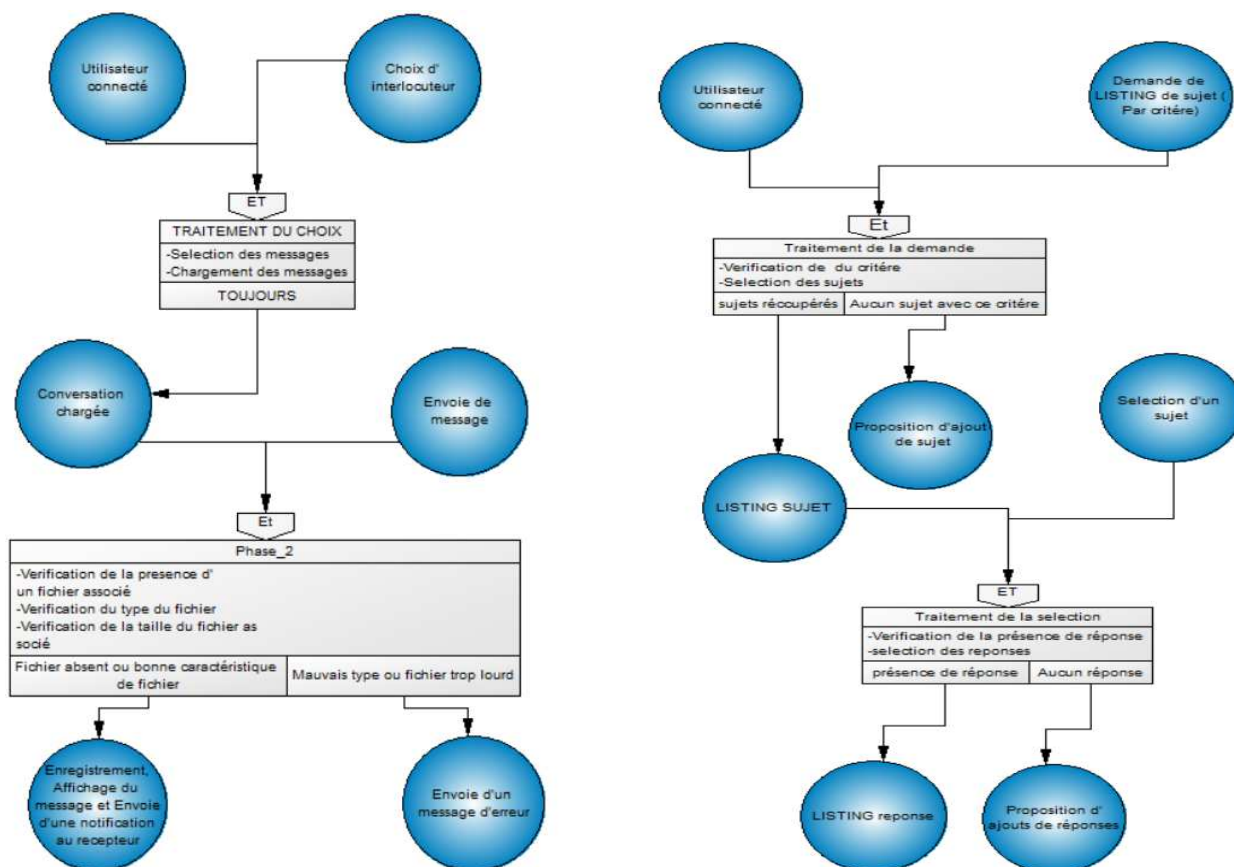 Utilisateur
connecté
Choix d'
interlocuteur
ET
TRAITEMENT DU CHOIX
-Selection des messages
-Chargement des messages
TOUJOURS
Conversation
chargée
Envoie de
message
Et
Phase_2
-Verification de la presence d'
un fichier associé
-Verification du type du fichier
-Verification de la taille du fichier as
socié
Fichier absent ou bonne caractéristique
de fichier
Mauvais type ou fichier trop lourd
Enregistrement,
Affichage du
message et Envoie
d'une notification
au recepteur
Envoie d'un
message d'erreur
Utilisateur
connecté
Demande de
LISTING de sujet (
Par critére)
Et
Traitement de la demande
-Verification de du critére
-Selection des sujets
sujets réccupérés
Aucun sujet avec ce critére
Proposition d'ajout
de sujet
Selection d'un
sujet
LISTING SUJET
ET
Traitement de la selection
-Verification de la présence de réponse
-selection des reponses
présence de réponse
Aucun réponse
LISTING reponse
Proposition d'
ajouts de réponses